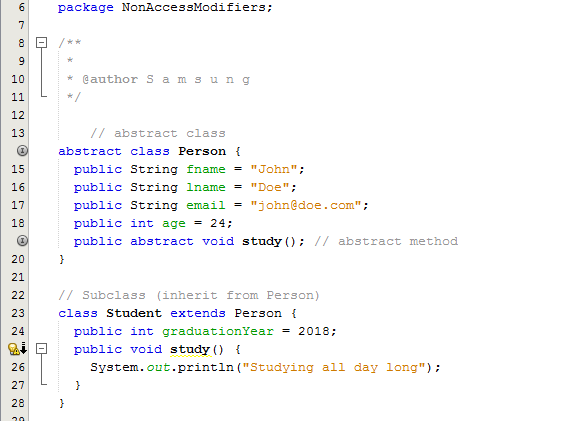 6 package NonAccessModifiers;
7
8 /**
9 *
10 * @author S a m s u n g
11 */
12
13 // abstract class
abstract class Person {
15 public String fname = "John";
16 public String lname = "Doe";
17 public String email = "john@doe.com";
18 public int age = 24;
public abstract void study(); // abstract method
20 }
21
22 // Subclass (inherit from Person)
23 class Student extends Person {
24 public int graduationYear = 2018;
public void study() {
26 System.out.println("Studying all day long");
27 }
28 }
29